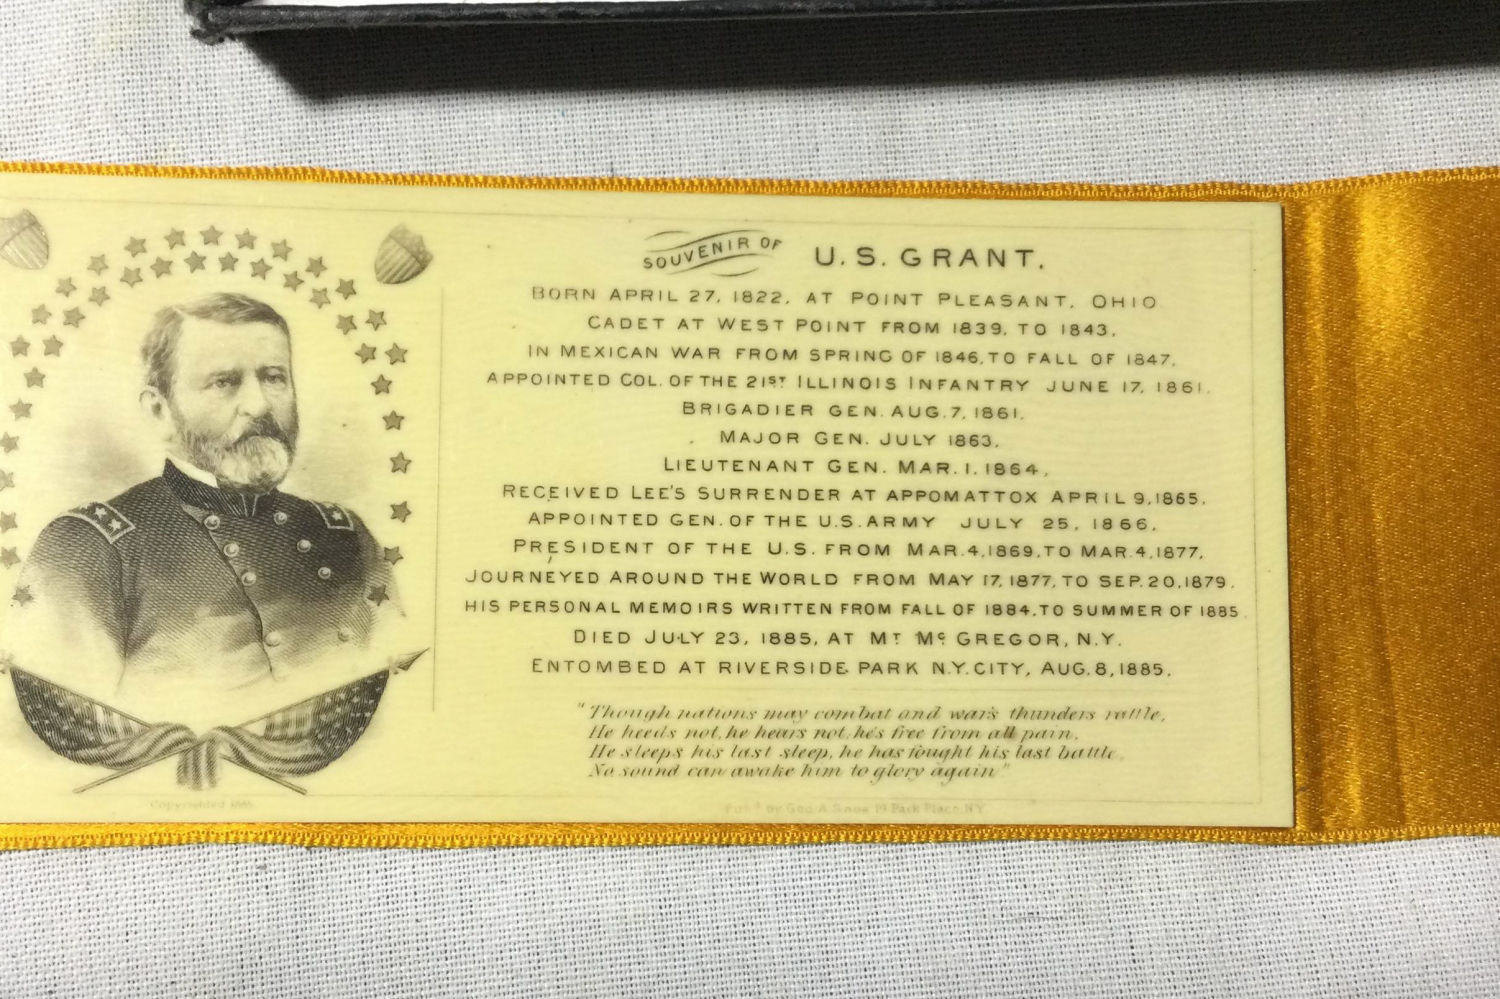 SOUVENIR OF U.S. GRANT.
BORN APRIL 27, 1822, AT POINT PLEASANT, OHIO
CADET AT WEST POINT FROM 1839, TO 1843.
IN MEXICAN WAR FROM SPRING OF 1846, TO FALL OF 1847.
APPOINTED COL. OF THE 21ST ILLINOIS INFANTRY JUNE 17, 1861.
BRIGADIER GEN. AUG. 7, 1861.
MAJOR GEN. JULY 1863.
LIEUTENANT GEN. MAR. 1, 1864.
RECEIVED LEE'S SURRENDER AT APPOMATTOX APRIL 9, 1865.
APPOINTED GEN. OF THE U.S. ARMY JULY 25, 1866.
PRESIDENT OF THE U.S. FROM MAR. 4, 1869, TO MAR. 4, 1877,
JOURNEYED AROUND THE WORLD FROM MAY 17, 1877, TO SEP. 20, 1879.
HIS PERSONAL MEMOIRS WRITTEN FROM FALL OF 1884, TO SUMMER OF 1885.
DIED JULY 23, 1885, AT MT MC GREGOR, N.Y.
ENTOMBED AT RIVERSIDE PARK N.Y. CITY, AUG. 8, 1885.
"Though nations may combat and war's thunders rattle,
He heeds not, he hears not, he's free from all pain.
He sleeps his last sleep, he has fought his last battle
No sound can awake him to glory again"
Copyrighted 1885
by Geo. A. 19 Park Place, N.Y.